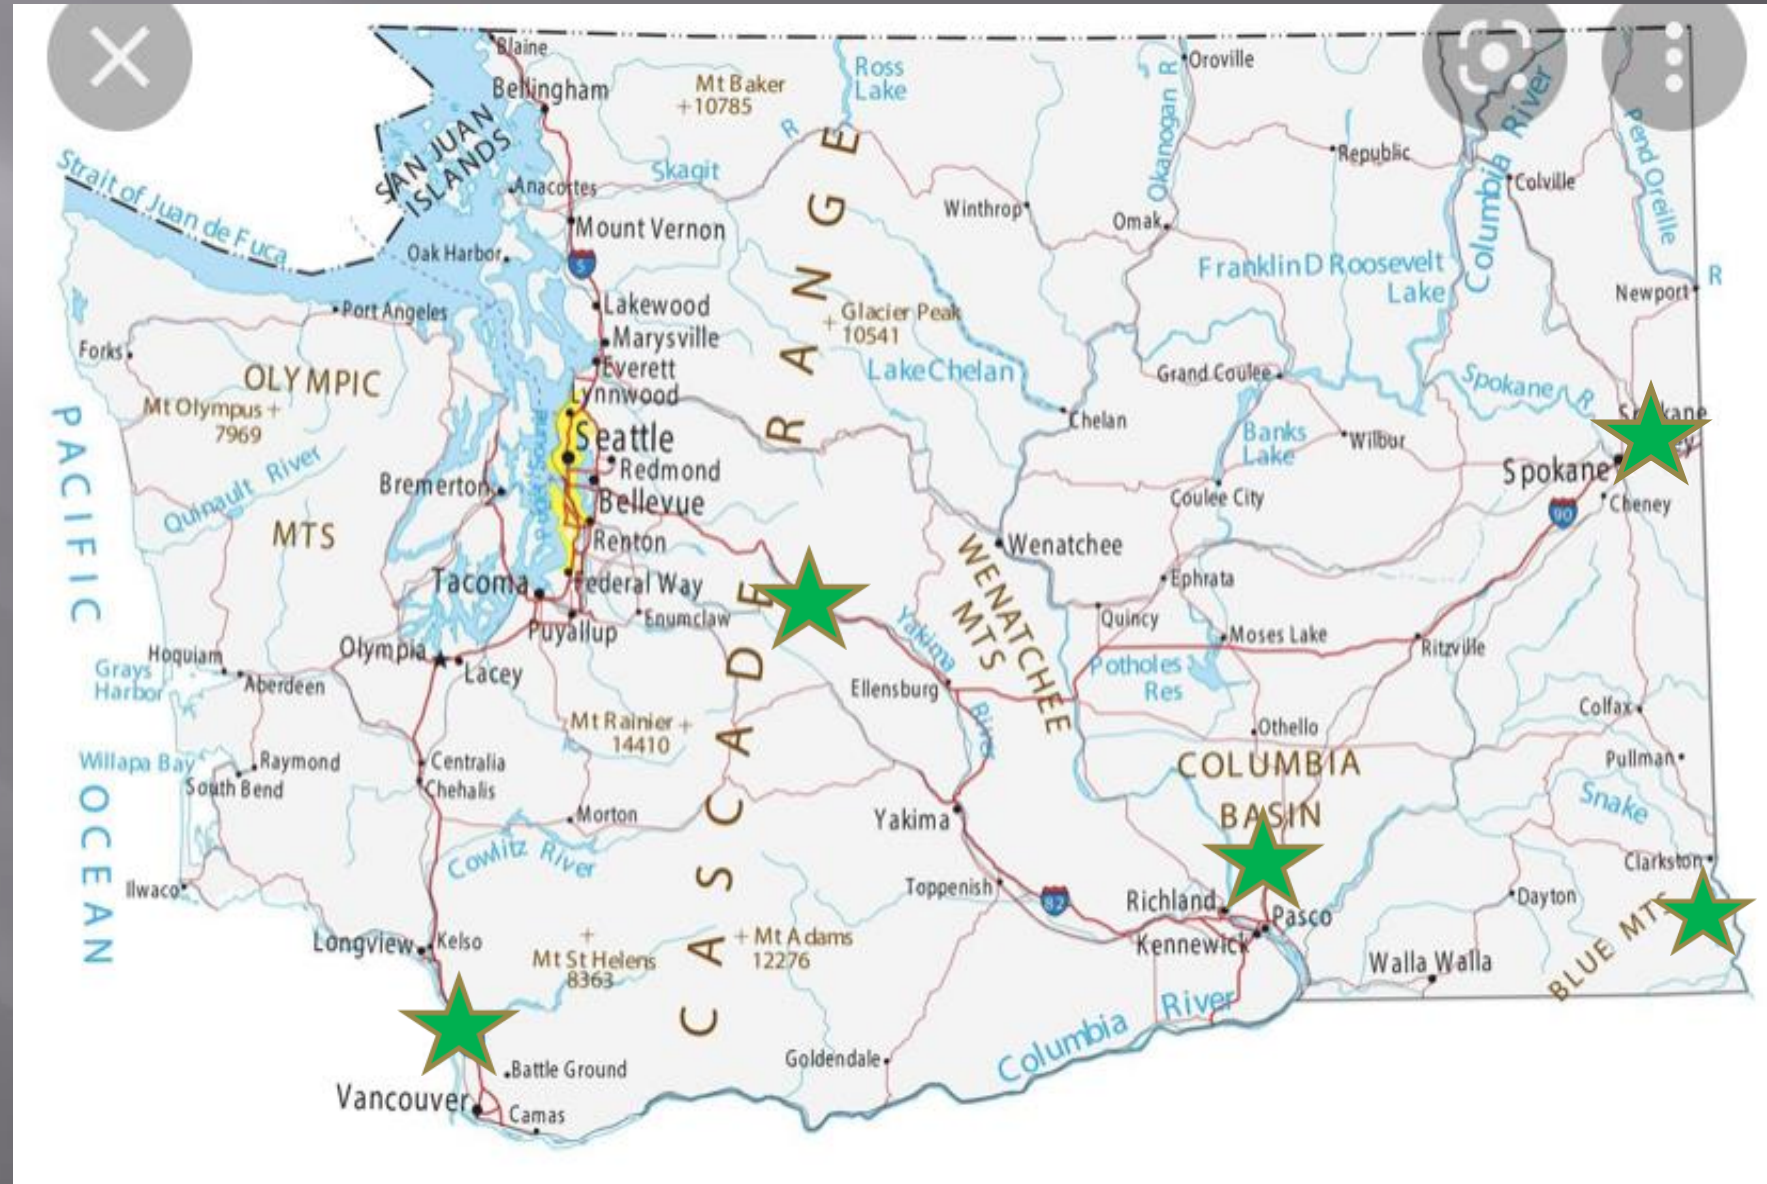 Blaine
Bellingham
Mt Baker
+10785
Ross
Lake
Oroville
Okanogan R
Columbia River
Pend Oreille
R
Strait of Juan de Fuca
SAN JUAN
ISLANDS
Skagit
R
Anacortes
Mount Vernon
Oak Harbor
5
Winthrop
Omak
Republic
Colville
Franklin D Roosevelt
Lake
Newport
Port Angeles
Lakewood
Marysville
Everett
Lynnwood
Glacier Peak
10541
Forks
OLYMPIC
MTS
Mt Olympus +
7969
Lake Chelan
Chelan
Grand Coulee
Spokane R
Banks
Lake
Wilbur
Spokane
Cheney
90
Coulee City
Seattle
Redmond
Bellevue
Renton
Bremerton
Puget Sound
Quinault River
PACIFIC OCEAN
Tacoma
Federal Way
Puyallup
Enumclaw
CASCADE RANGE
Wenatchee
WENATCHEE
MTS
Ephrata
Quincy
Moses Lake
Ritzville
Potholes
Res
Yakima River
Ellensburg
Hoquiam
Grays
Harbor
Aberdeen
Olympia
Lacey
Mt Rainier +
14410
Othello
Colfax
Pullman
Snake
COLUMBIA
BASIN
Willapa Bay
Raymond
South Bend
Centralia
Chehalis
Morton
Cowlitz River
Yakima
Toppenish
82
Richland
Pasco
Kennewick
Dayton
Clarkston
Walla Walla
BLUE MTS
Ilwaco
Longview
Kelso
Mt St Helens
8363
+ Mt Adams
12276
Goldendale
Columbia River
Battle Ground
Vancouver
Camas